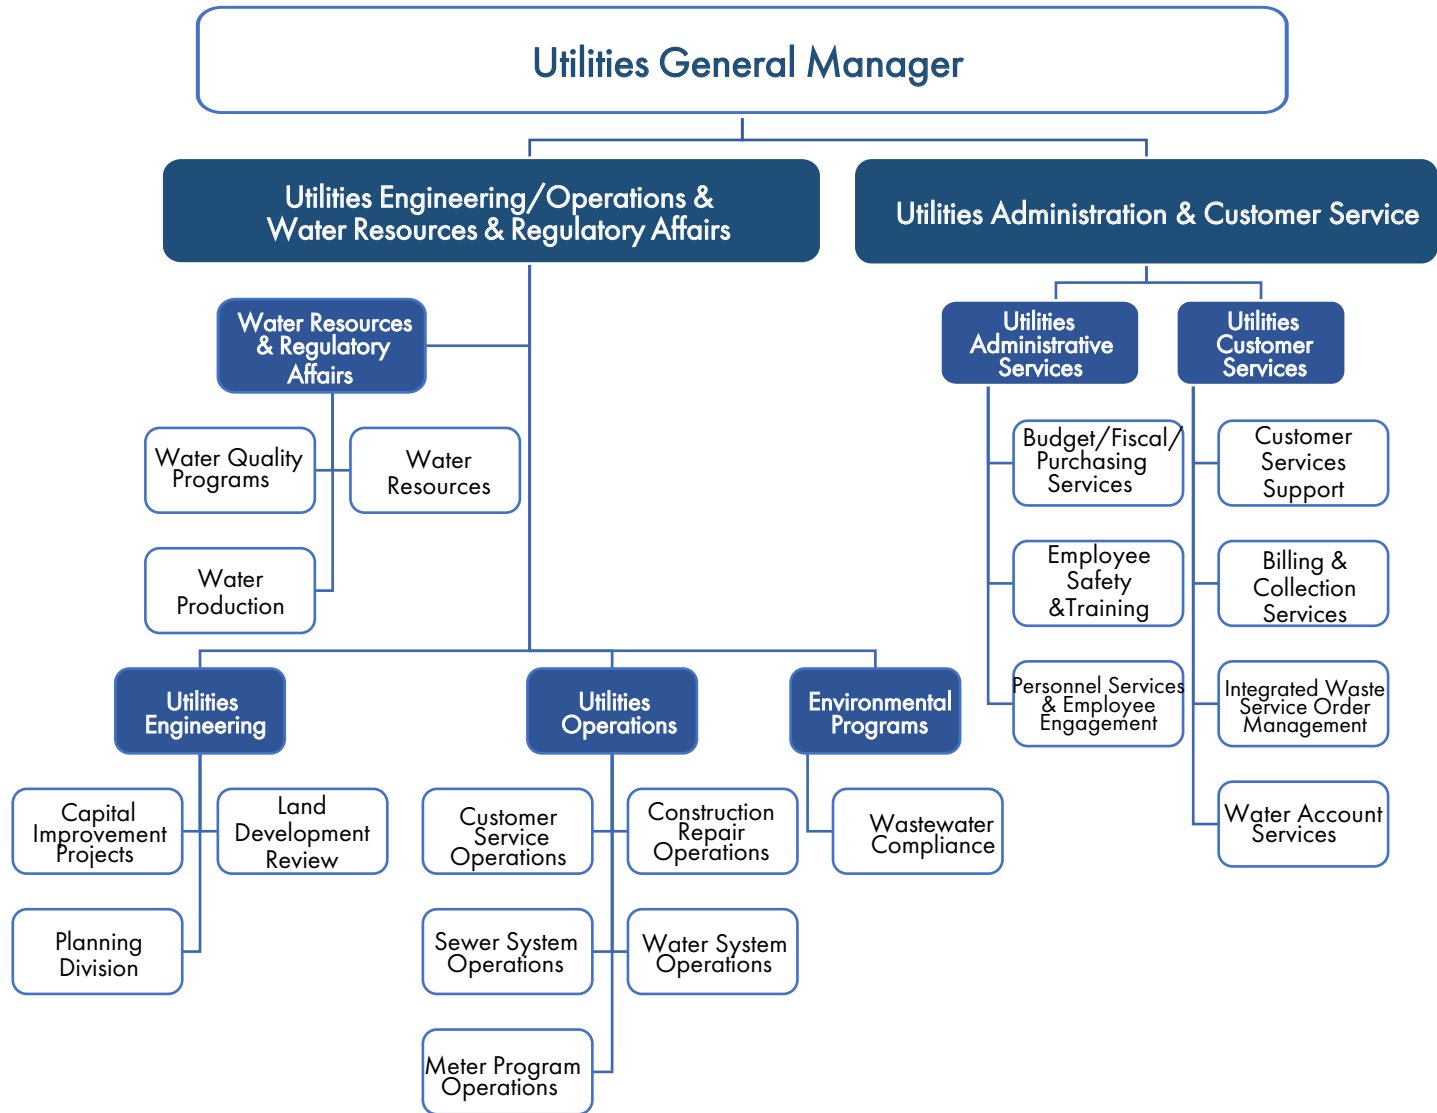 Utilities General Manager
Utilities Engineering/Operations &
Water Resources & Regulatory Affairs
Utilities Administration & Customer Service
Water Resources
& Regulatory
Affairs
Utilities
Administrative
Services
Utilities
Customer
Services
Water Quality
Programs
Water
Resources
Budget/Fiscal/
Purchasing
Services
Customer
Services
Support
Water
Production
Employee
Safety
&Training
Billing &
Collection
Services
Utilities
Engineering
Utilities
Operations
Environmental
Programs
Personnel Services
& Employee
Engagement
Integrated Waste
Service Order
Management
Capital
Improvement
Projects
Land
Development
Review
Customer
Service
Operations
Construction
Repair
Operations
Wastewater
Compliance
Water Account
Services
Planning
Division
Sewer System
Operations
Water System
Operations
Meter Program
Operations